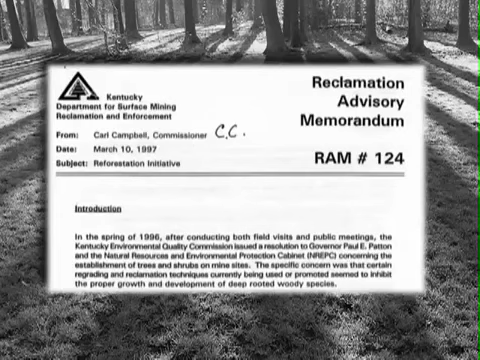 Kentucky
Department for Surface Mining
Reclamation and Enforcement
Reclamation
Advisory
Memorandum
From: Carl Campbell, Commissioner C.C.
Date: March 10, 1997
Subject: Reforestation Initiative
RAM # 124
Introduction
In the spring of 1996, after conducting both field visits and public meetings, the
Kentucky Environmental Quality Commission issued a resolution to Governor Paul E. Patton
and the Natural Resources and Environmental Protection Cabinet (NREPC) concerning the
establishment of trees and shrubs on mine sites. The specific concern was that certain
regrading and reclamation techniques currently being used or promoted seemed to inhibit
the proper growth and development of deep rooted woody species.